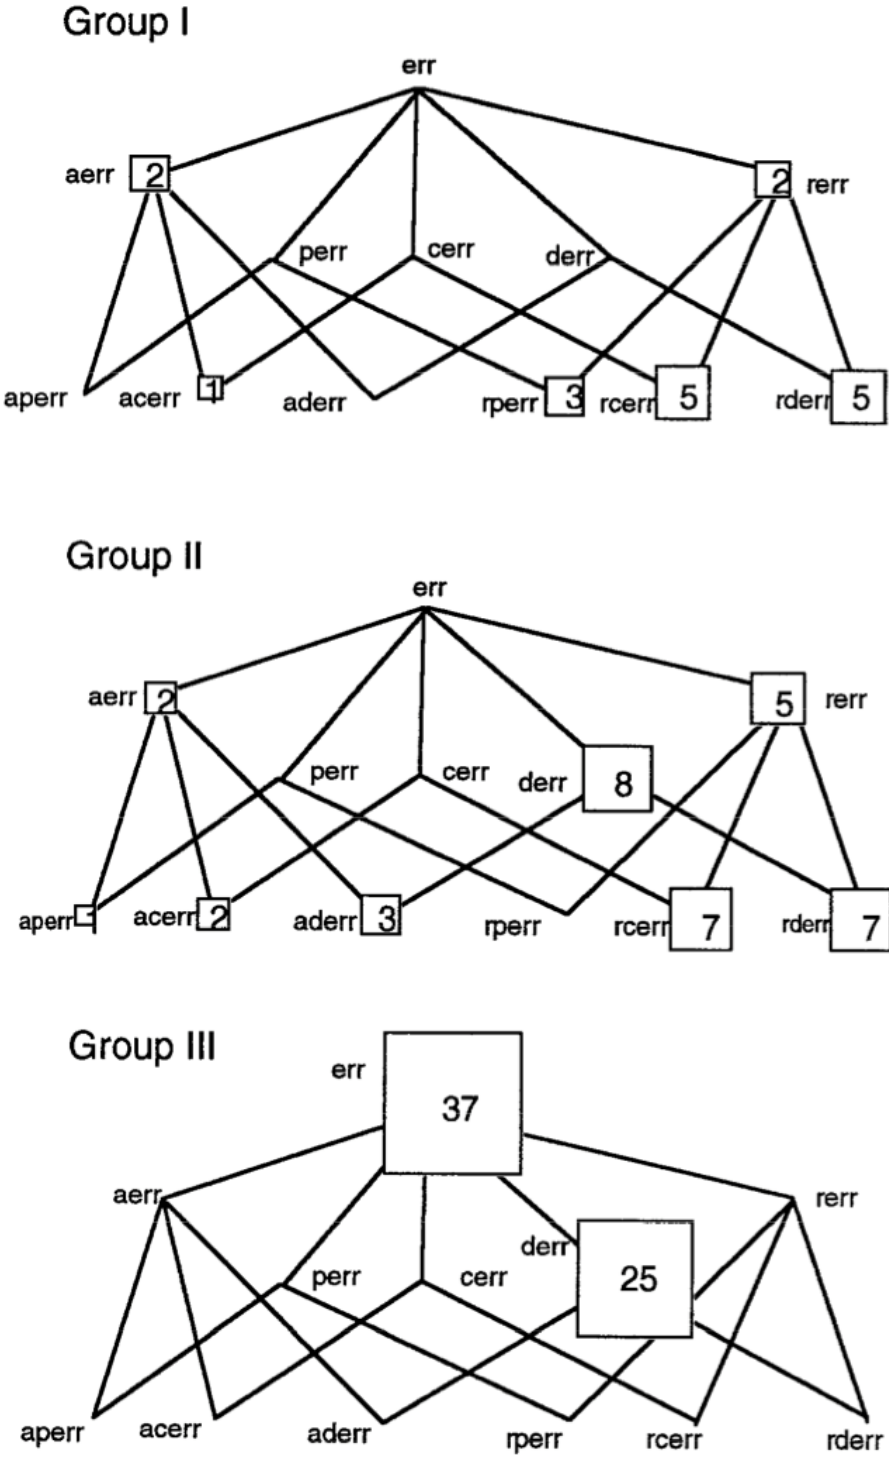 Group I
err
aerr 2 2 rerr
perr cerr derr
aperr acerr 1 aderr rperr 3 rcerr 5 rderr 5
Group II
err
aerr 2 5 rerr
perr cerr derr 8
aperr 1 acerr 2 aderr 3 rperr rcerr 7 rderr 7
Group III
err 37
aerr rerr
perr cerr derr 25
aperr acerr aderr rperr rcerr rderr